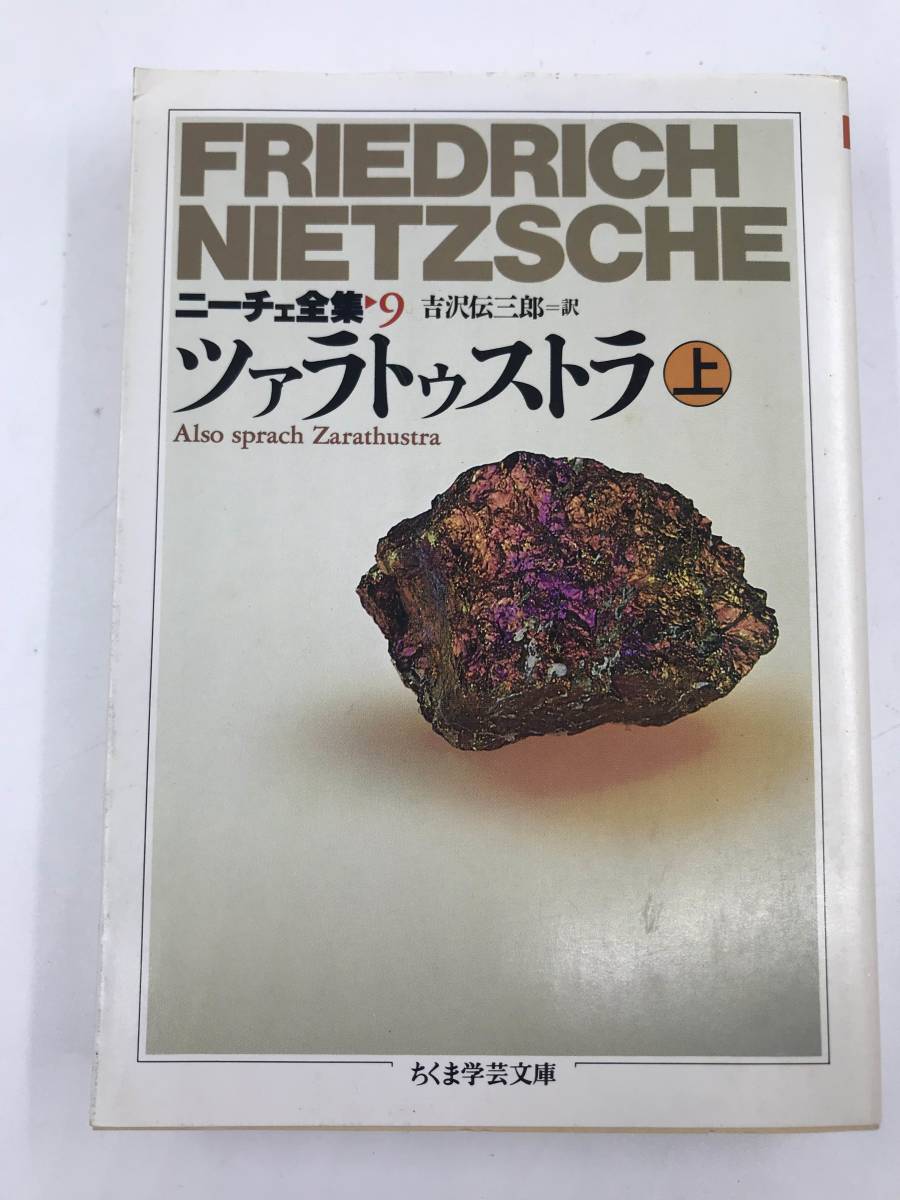 FRIEDRICH
NIETZSCHE
ニーチェ全集▶9 吉沢伝三郎=訳
ツァラトゥストラ 上
Also sprach Zarathustra
ちくま学芸文庫